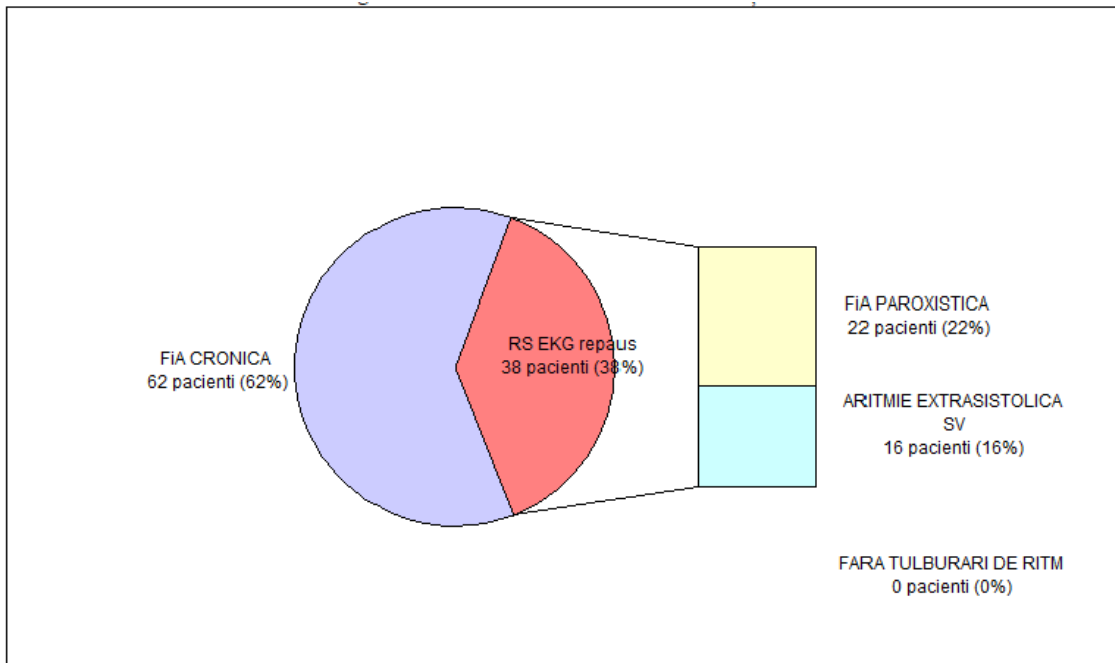 FiA CRONICA
62 pacienti (62%)
RS EKG repaus
38 pacienti (38%)
FiA PAROXISTICA
22 pacienti (22%)
ARITMIE EXTRASISTOLICA
SV
16 pacienti (16%)
FARA TULBURARI DE RITM
0 pacienti (0%)